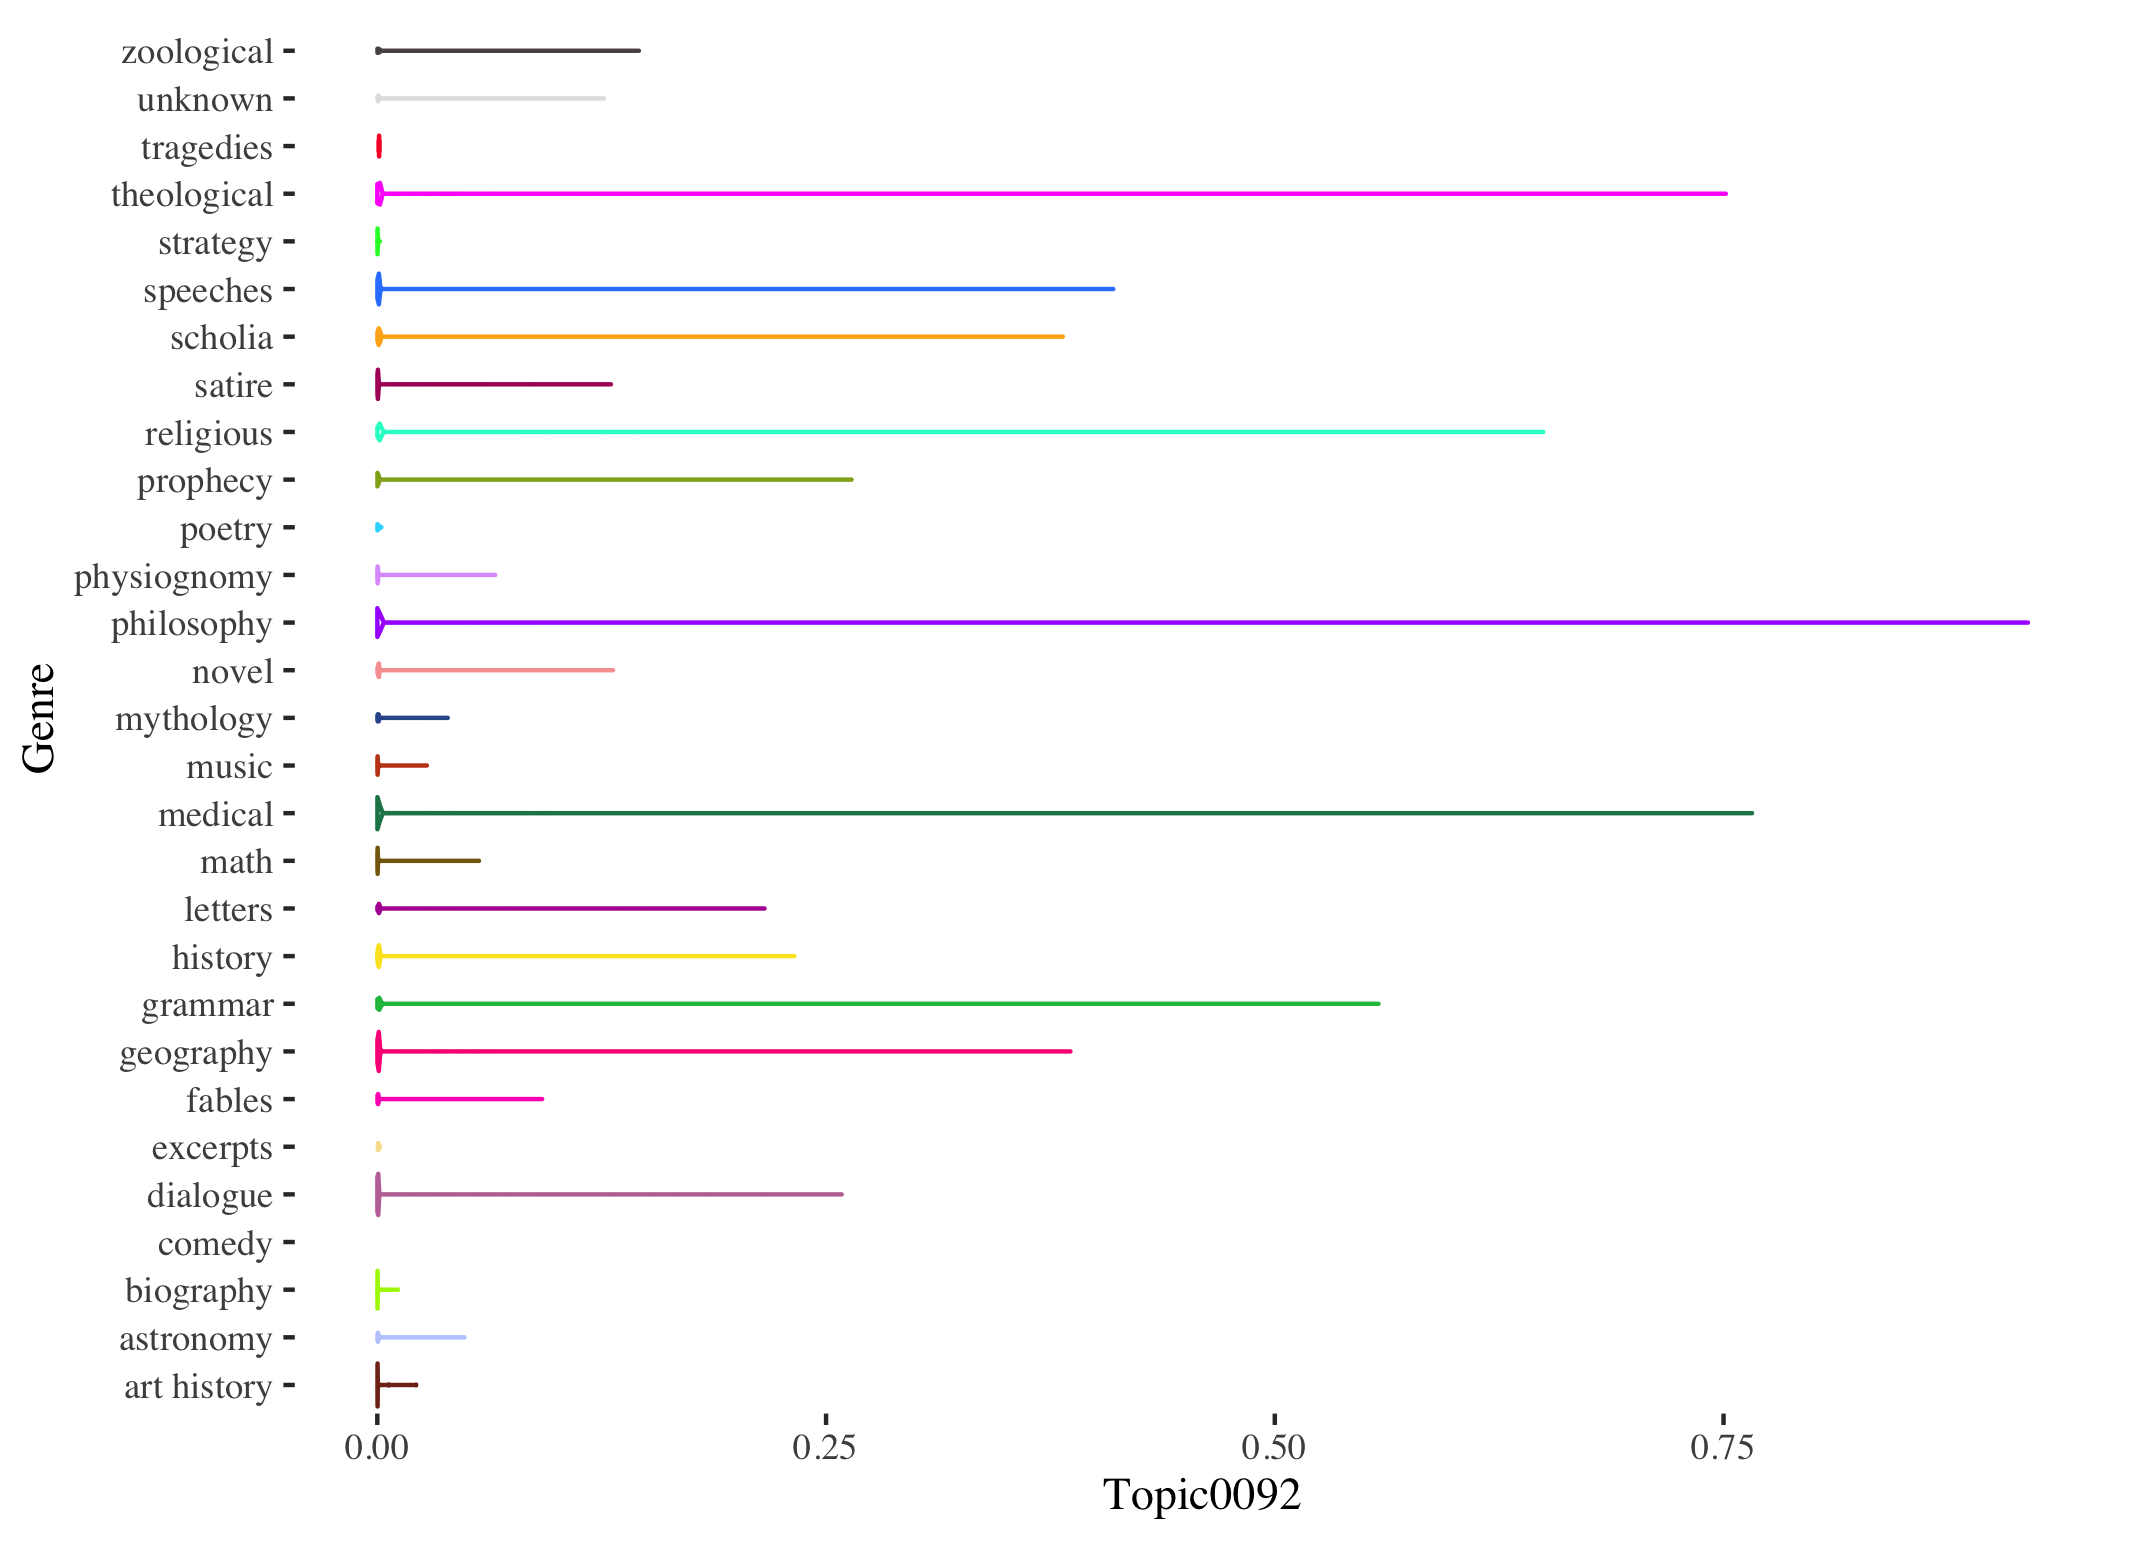 zoological
unknown
tragedies
theological
strategy
speeches
scholia
satire
religious
prophecy
poetry
physiognomy
philosophy
novel
mythology
music
medical
math
letters
history
grammar
geography
fables
excerpts
dialogue
comedy
biography
astronomy
art history
Genre
0.00 0.25 0.50 0.75
Topic0092